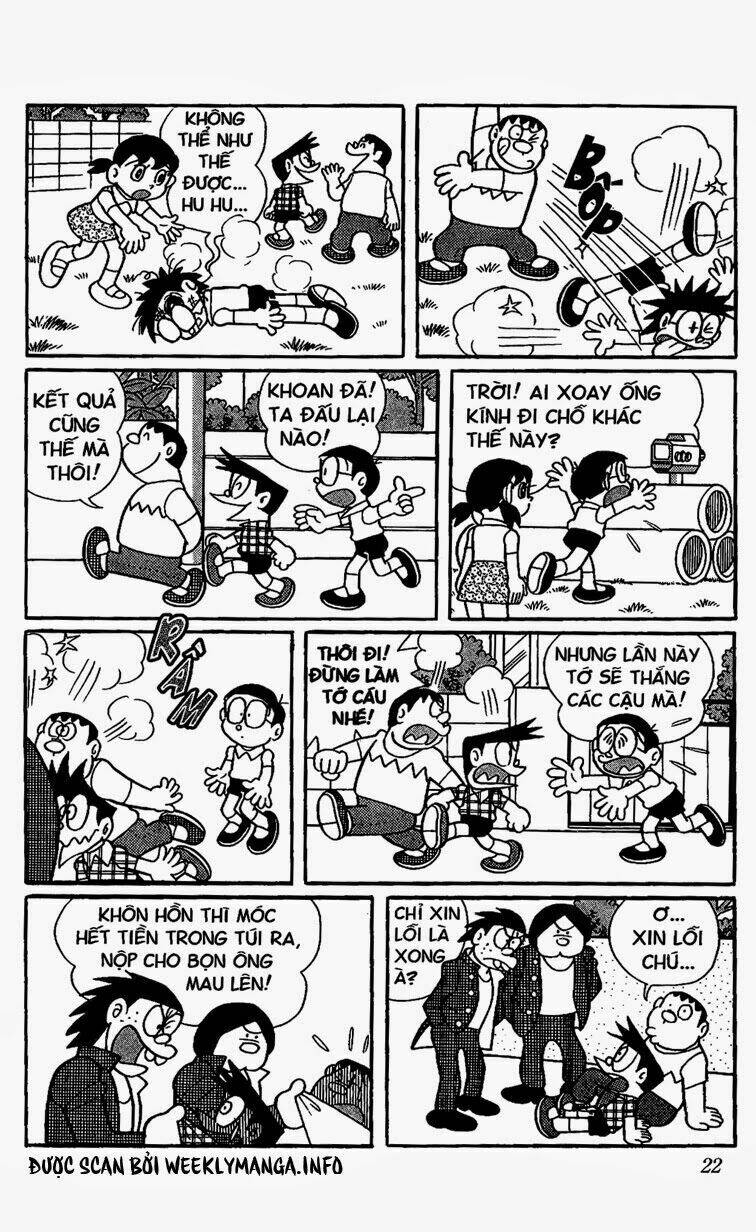 KHÔNG
THỂ NHƯ
THẾ
ĐƯỢC...
HU HU...
BỐP
KẾT QUẢ
CŨNG
THẾ MÀ
THÔI!
KHOAN ĐÃ!
TA ĐẤU LẠI
NÀO!
TRỜI! AI XOAY ỐNG
KÍNH ĐI CHỖ KHÁC
THẾ NÀY?
RẦM
THÔI ĐI!
ĐỪNG LÀM
TỚ CÁU
NHÉ!
NHƯNG LẦN NÀY
TỚ SẼ THẮNG
CÁC CẬU MÀ!
KHÔN HỒN THÌ MÓC
HẾT TIỀN TRONG TÚI RA,
NỘP CHO BỌN ÔNG
MAU LÊN!
CHỈ XIN
LỖI LÀ
XONG
À?
Ơ...
XIN LỖI
CHÚ...
ĐƯỢC SCAN BỞI WEEKLYMANGA.INFO
22